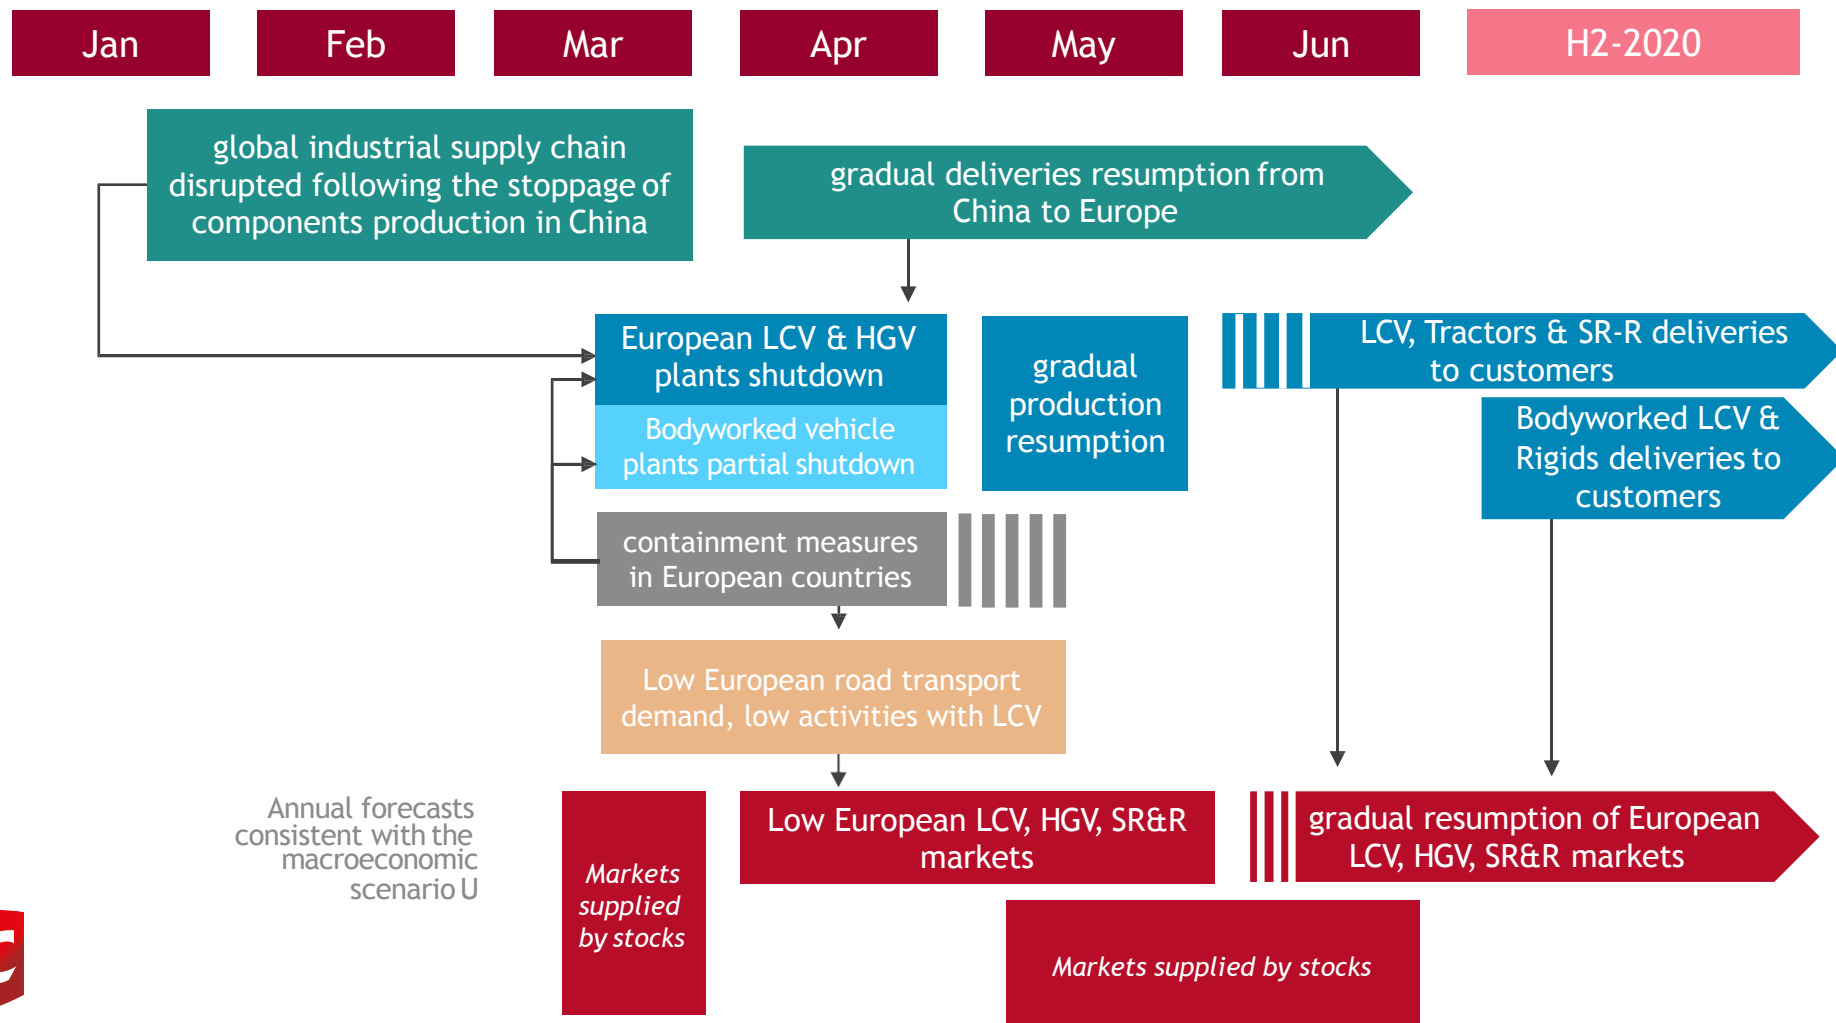 Jan
Feb
Mar
Apr
May
Jun
H2-2020
global industrial supply chain
disrupted following the stoppage of
components production in China
gradual deliveries resumption from
China to Europe
European LCV & HGV
plants shutdown
Bodyworked vehicle
plants partial shutdown
gradual
production
resumption
LCV, Tractors & SR-R deliveries
to customers
Bodyworked LCV &
Rigids deliveries to
customers
containment measures
in European countries
Low European road transport
demand, low activities with LCV
Annual forecasts
consistent with the
macroeconomic
scenario U
Markets
supplied
by stocks
Low European LCV, HGV, SR&R
markets
gradual resumption of European
LCV, HGV, SR&R markets
Markets supplied by stocks